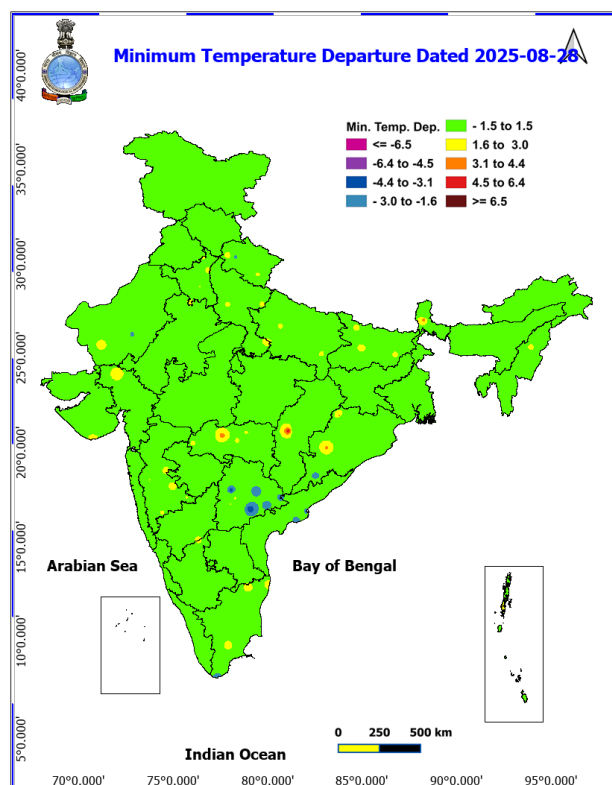 Minimum Temperature Departure Dated 2025-08-28
Min. Temp. Dep.
<= -6.5
-6.4 to -4.5
-4.4 to -3.1
- 3.0 to -1.6
- 1.5 to 1.5
1.6 to 3.0
3.1 to 4.4
4.5 to 6.4
>= 6.5
40°0.000'
35°0.000'
30°0.000'
25°0.000'
20°0.000'
15°0.000'
10°0.000'
5°0.000'
Arabian Sea
Bay of Bengal
Indian Ocean
0 250 500 km
70°0.000' 75°0.000' 80°0.000' 85°0.000' 90°0.000' 95°0.000'